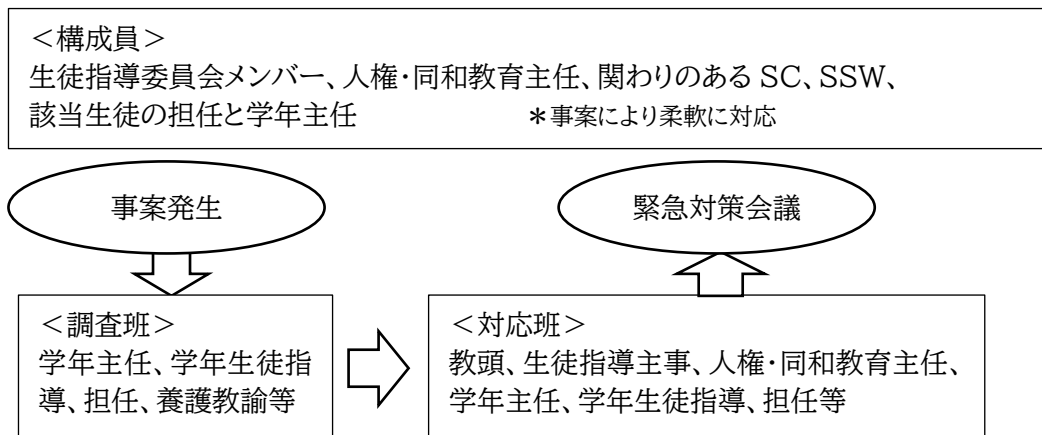 ＜構成員＞
生徒指導委員会メンバー、人権・同和教育主任、関わりのある SC、SSW、
該当生徒の担任と学年主任　　　　　　＊事案により柔軟に対応
事案発生
緊急対策会議
＜調査班＞
学年主任、学年生徒指
導、担任、養護教諭等
＜対応班＞
教頭、生徒指導主事、人権・同和教育主任、
学年主任、学年生徒指導、担任等